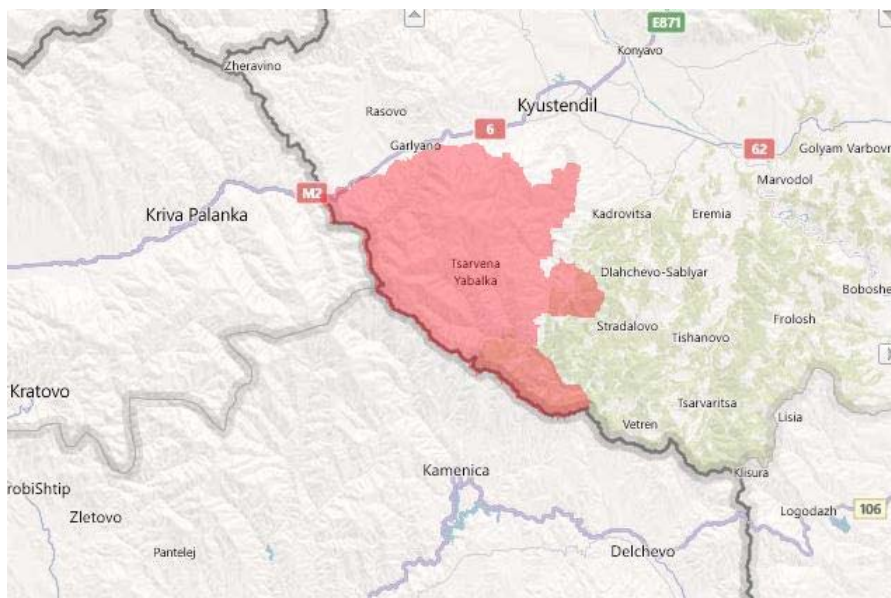 E871
Konyavo
Zheravino
Kyustendil
Rasovo
6
Garlyano
62
Golyam Varbovn
Marvodol
M2
Kriva Palanka
Kadrovitsa
Eremia
Tsarvena
Yabalka
Dlahchevo-Sablyar
Boboshe
Stradalovo
Frolosh
Tishanovo
Kratovo
Tsarvaritsa
Lisia
Vetren
Kamenica
Klisura
robiShtip
Zletovo
Logodazh
106
Pantelej
Delchevo